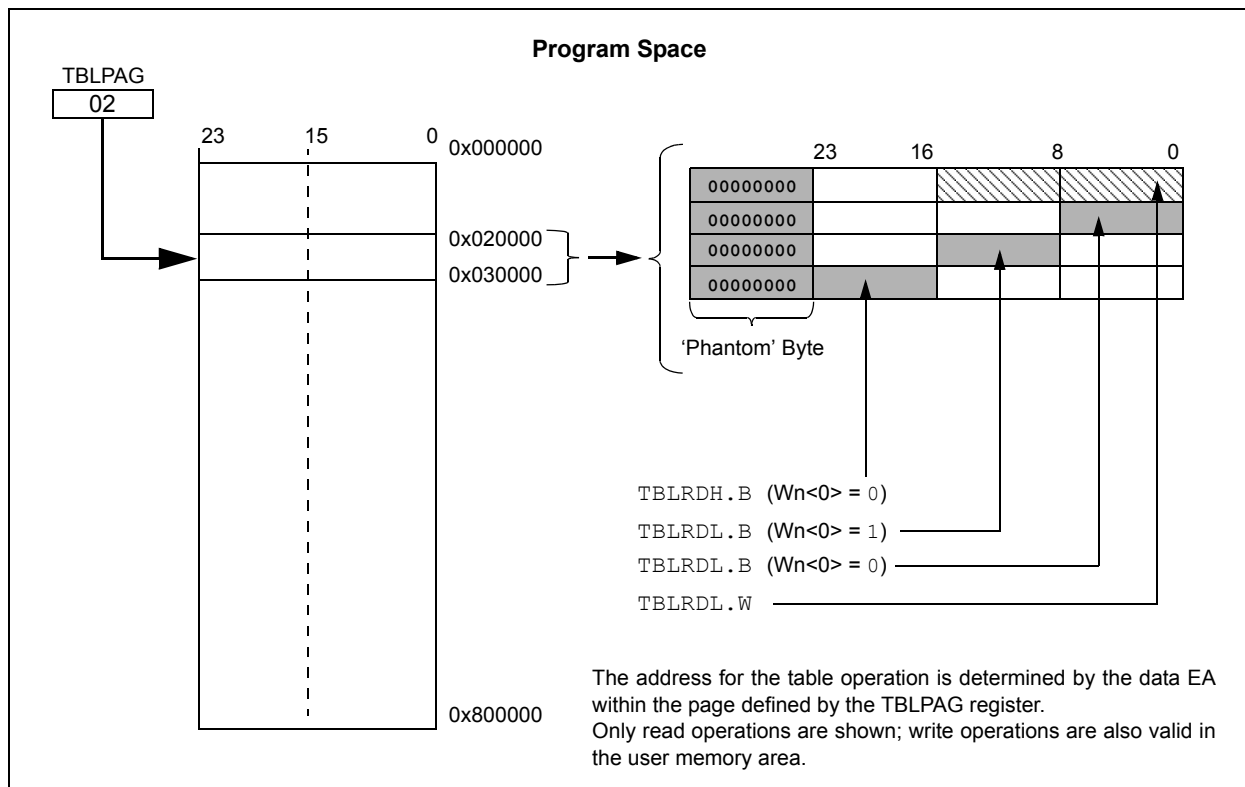 Program Space
TBLPAG
02
23 15 0
0x000000
0x020000
0x030000
0x800000
23 16 8 0
00000000
00000000
00000000
00000000
‘Phantom’ Byte
TBLRDH.B (Wn<0> = 0)
TBLRDL.B (Wn<0> = 1)
TBLRDL.B (Wn<0> = 0)
TBLRDL.W
The address for the table operation is determined by the data EA
within the page defined by the TBLPAG register.
Only read operations are shown; write operations are also valid in
the user memory area.